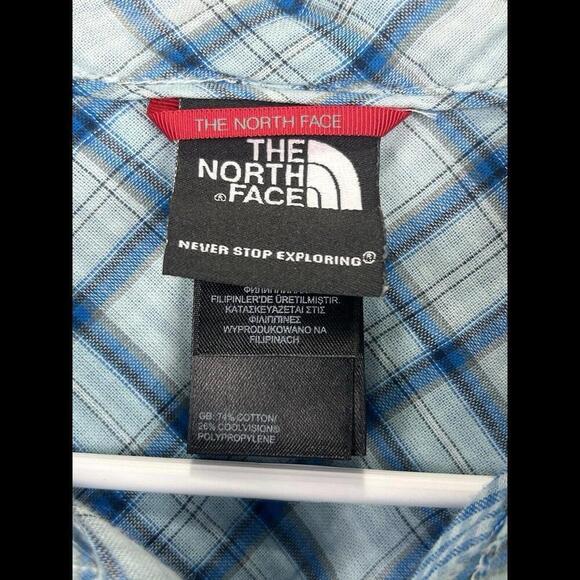 THE NORTH FACE
THE
NORTH
FACE
®
NEVER STOP EXPLORING®
FILIPINLER'DE ÜRETILMIŞTIR.
ΚΑΤΑΣΚΕΥΑΖΕΤΑΙ ΣΤΙΣ
ΦΙΛΙΠΠΙΝΕΣ
WYPRODUKOWANO NA
FILIPINACH
GB: 74% COTTON/
26% COOLVISION®
POLYPROPYLENE